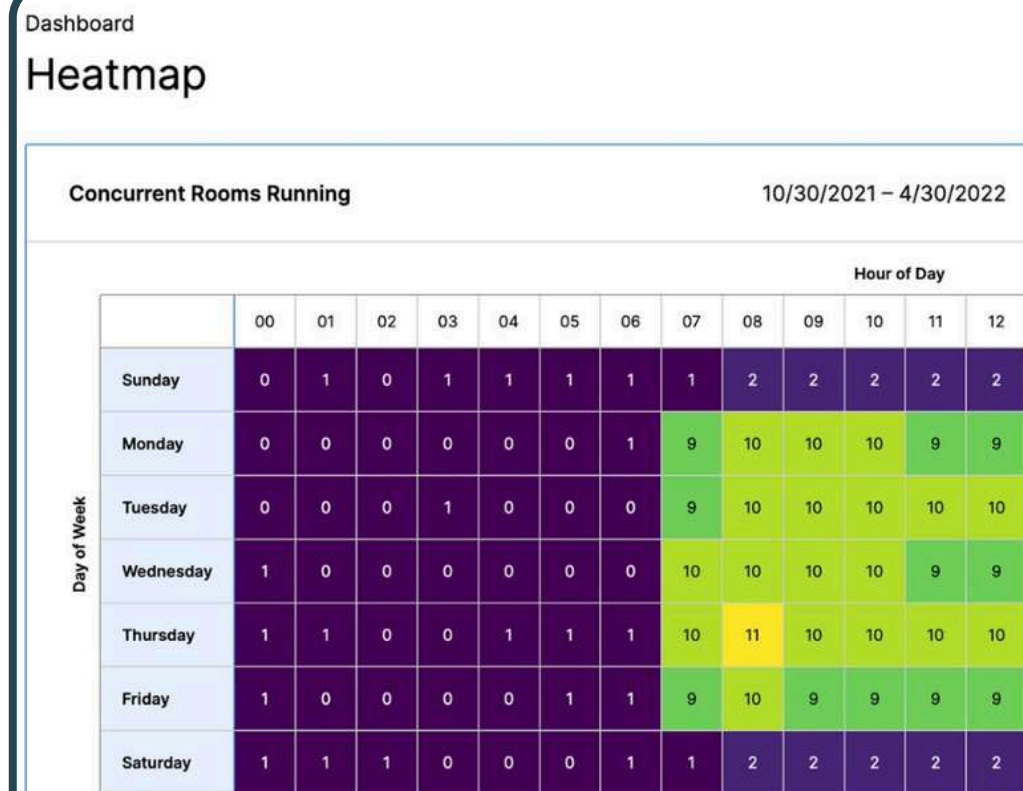 Dashboard
Heatmap
Concurrent Rooms Running 10/30/2021 – 4/30/2022
Hour of Day
00 01 02 03 04 05 06 07 08 09 10 11 12
Day of Week
Sunday 0 1 0 1 1 1 1 1 2 2 2 2 2
Monday 0 0 0 0 0 0 1 9 10 10 10 9 9
Tuesday 0 0 0 1 0 0 0 9 10 10 10 10 10
Wednesday 1 0 0 0 0 0 0 10 10 10 10 9 9
Thursday 1 1 0 0 1 1 1 10 11 10 10 10 10
Friday 1 0 0 0 0 1 1 9 10 9 9 9 9
Saturday 1 1 1 0 0 0 1 1 2 2 2 2 2